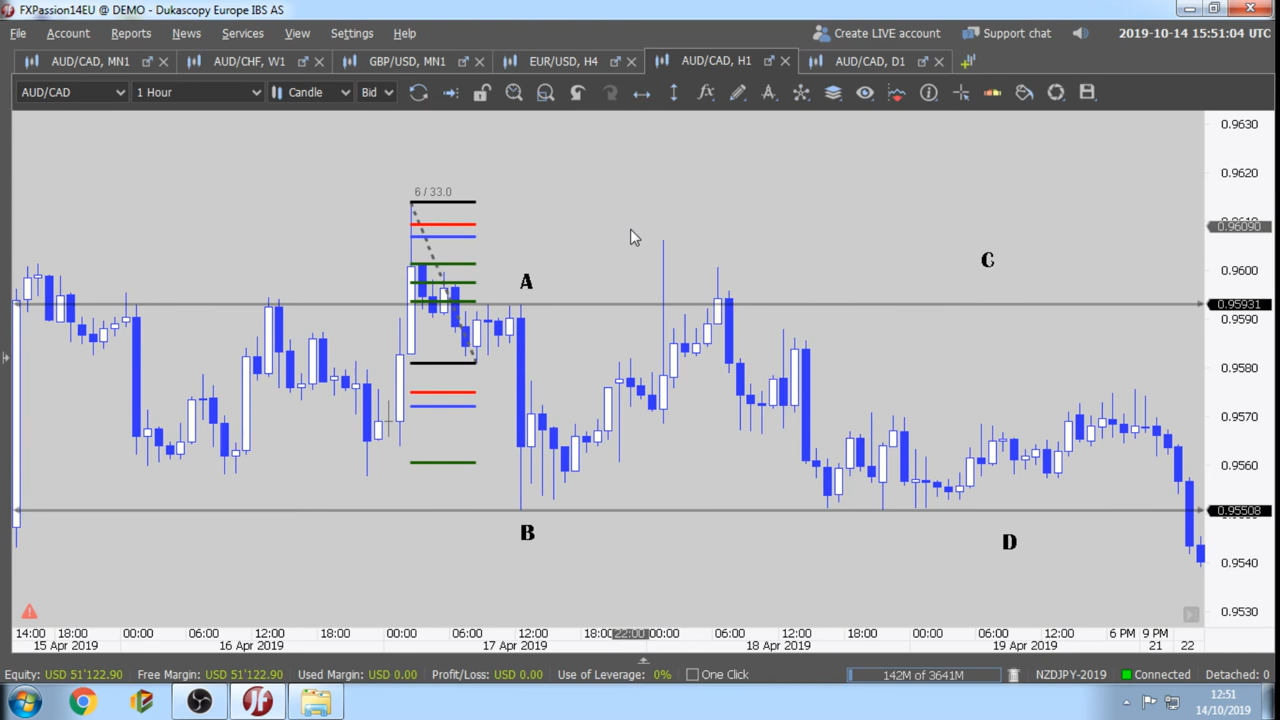 FXPassion14EU @ DEMO - Dukascopy Europe IBS AS
File Account Reports News Services View Settings Help Create LIVE account Support chat 2019-10-14 15:51:04 UTC
AUD/CAD, MN1 AUD/CHF, W1 GBP/USD, MN1 EUR/USD, H4 AUD/CAD, H1 AUD/CAD, D1
AUD/CAD 1 Hour Candle Bid
0.9630
0.9620
6 / 33.0
0.96090
C
0.9600
A
0.95931
0.9590
0.9580
0.9570
0.9560
0.95508
B
D
0.9540
0.9530
14:00 18:00 00:00 06:00 12:00 18:00 00:00 06:00 12:00 18:00 22:00 00:00 06:00 12:00 18:00 00:00 06:00 12:00 6 PM 9 PM
15 Apr 2019 16 Apr 2019 17 Apr 2019 18 Apr 2019 19 Apr 2019 21 22
Equity: USD 51'122.90 Free Margin: USD 51'122.90 Used Margin: USD 0.00 Profit/Loss: USD 0.00 Use of Leverage: 0% One Click 142M of 3641M NZDJPY-2019 Connected Detached: 0
12:51
14/10/2019